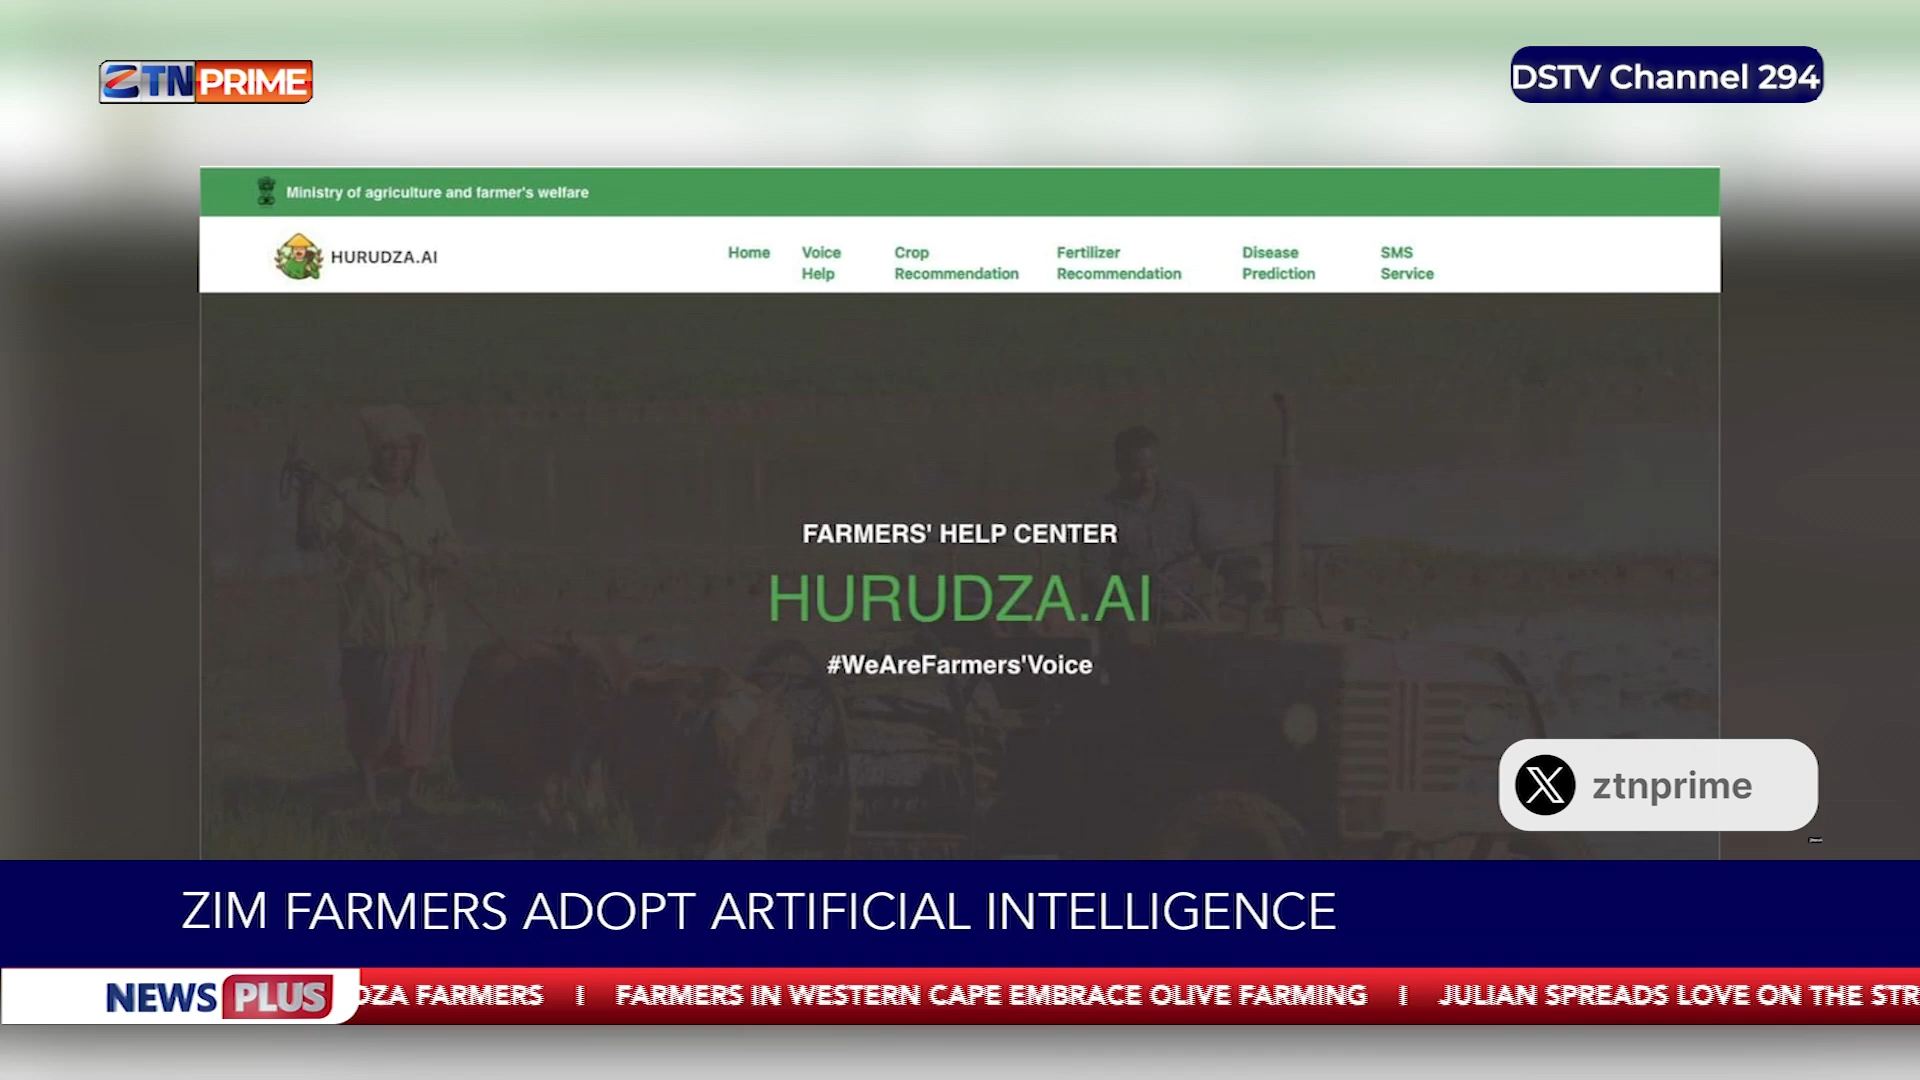 ZTN PRIME
DSTV Channel 294
Ministry of agriculture and farmer's welfare
HURUDZA.AI
Home
Voice
Help
Crop
Recommendation
Fertilizer
Recommendation
Disease
Prediction
SMS
Service
FARMERS' HELP CENTER
HURUDZA.AI
#WeAreFarmers'Voice
ztnprime
ZIM FARMERS ADOPT ARTIFICIAL INTELLIGENCE
NEWS PLUS
DZA FARMERS I FARMERS IN WESTERN CAPE EMBRACE OLIVE FARMING I JULIAN SPREADS LOVE ON THE STR